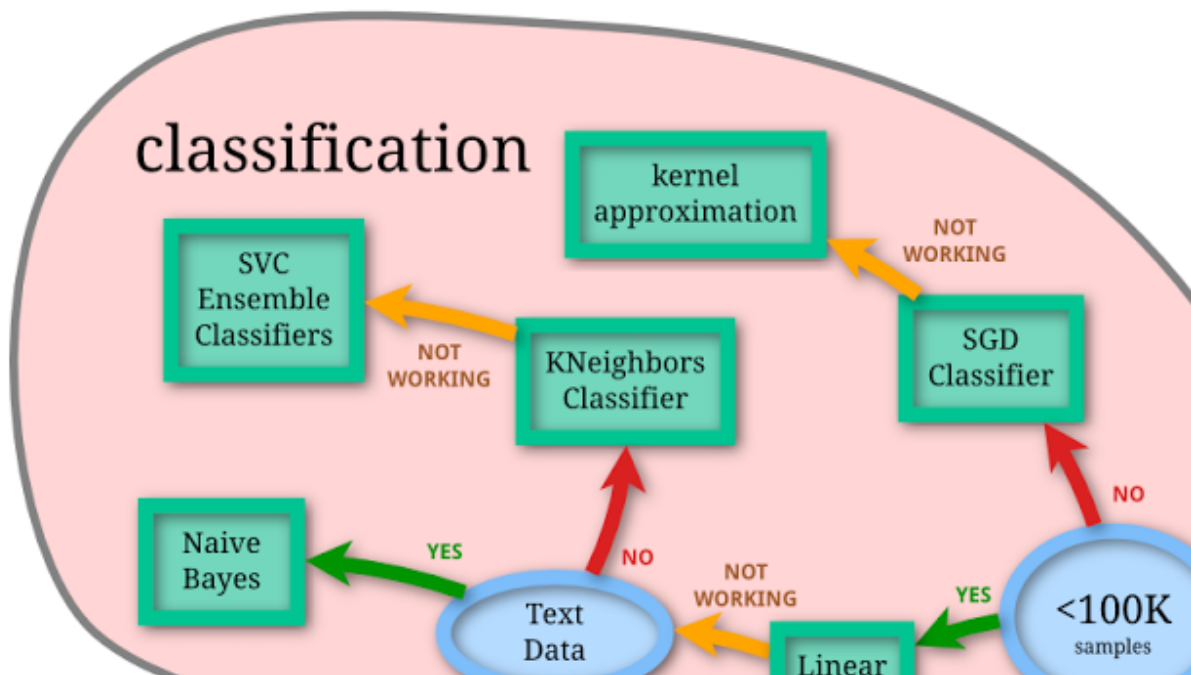 classification
kernel
approximation
NOT
WORKING
SVC
Ensemble
Classifiers
NOT
WORKING
KNeighbors
Classifier
SGD
Classifier
NO
Naive
Bayes
YES
NO
Text
Data
NOT
WORKING
YES
<100K
samples
Linear